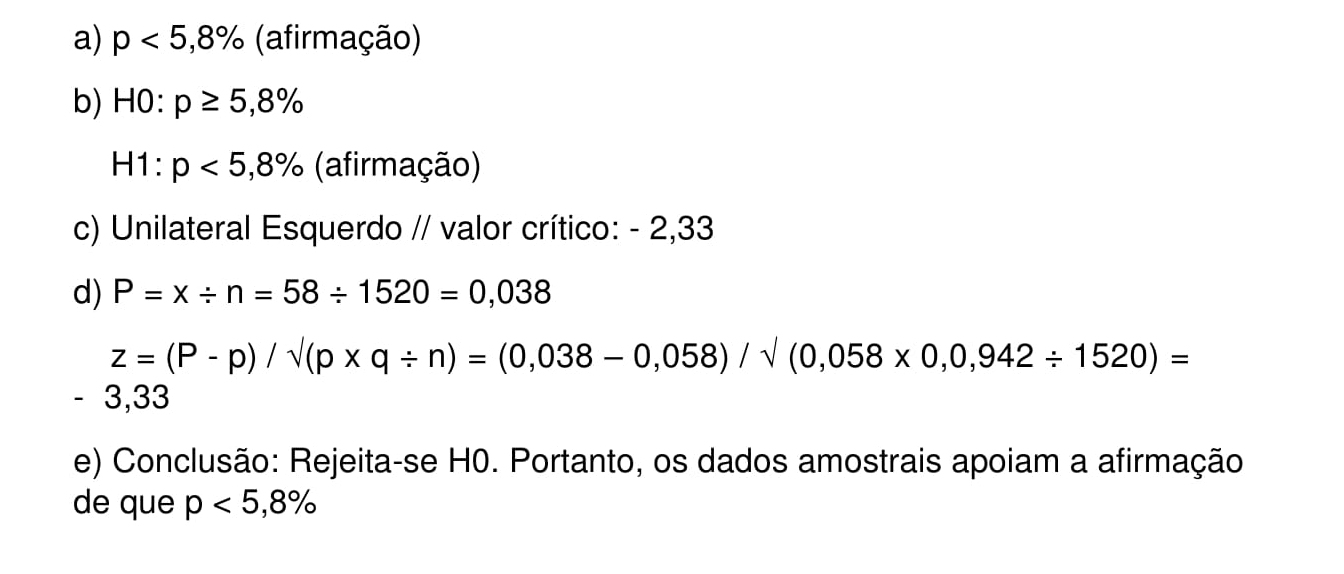 a) p < 5,8% (afirmação)
b) H0: p ≥ 5,8%
H1: p < 5,8% (afirmação)
c) Unilateral Esquerdo // valor crítico: - 2,33
d) P = x ÷ n = 58 ÷ 1520 = 0,038
z = (P - p) / √(p x q ÷ n) = (0,038 – 0,058) / √ (0,058 x 0,0,942 ÷ 1520) =
- 3,33
e) Conclusão: Rejeita-se H0. Portanto, os dados amostrais apoiam a afirmação
de que p < 5,8%